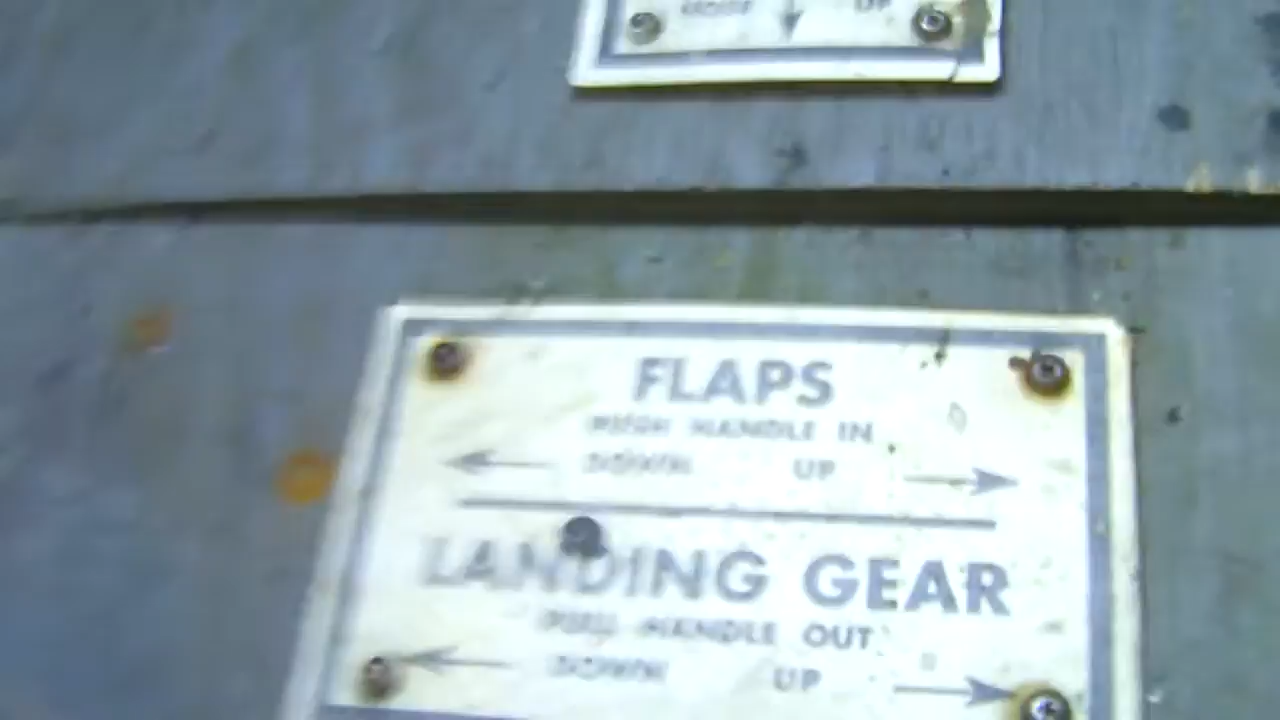 UP
FLAPS
PUSH HANDLE IN
DOWN UP
LANDING GEAR
PULL HANDLE OUT
DOWN UP